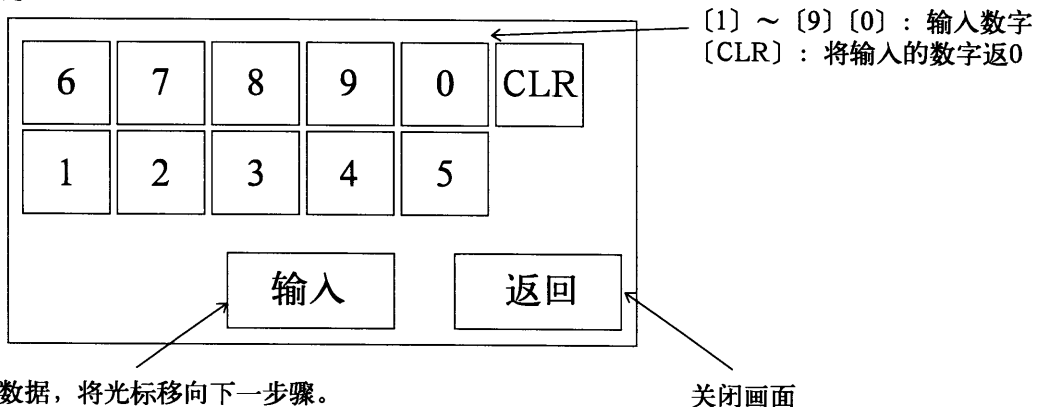 〔1〕～〔9〕〔0〕: 输入数字
〔CLR〕: 将输入的数字返0
6 7 8 9 0 CLR
1 2 3 4 5
输入 返回
数据，将光标移向下一步骤。
关闭画面